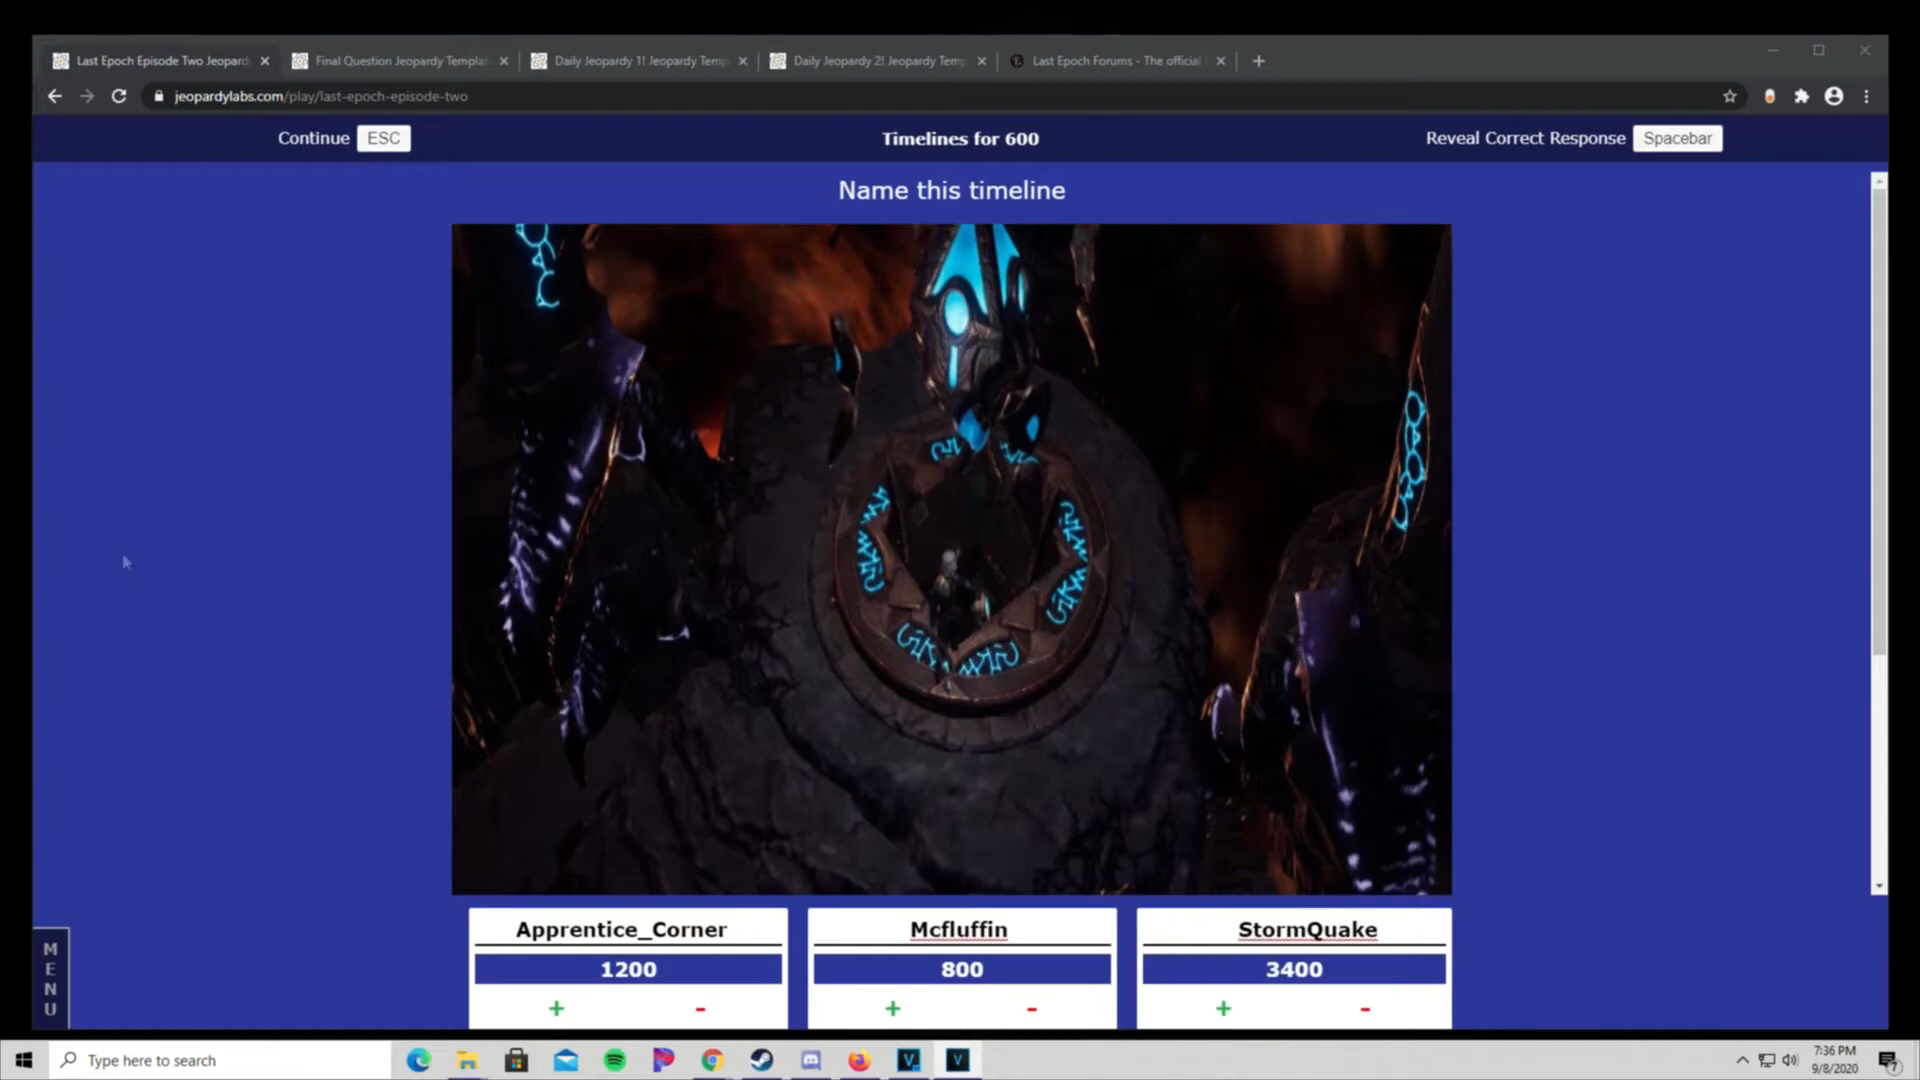 Last Epoch Episode Two Jeopard
Final Question Jeopardy Templat
Daily Jeopardy 1! Jeopardy Temp
Daily Jeopardy 2! Jeopardy Temp
Last Epoch Forums - The official
jeopardylabs.com/play/last-epoch-episode-two
Continue ESC
Timelines for 600
Reveal Correct Response Spacebar
Name this timeline
MENU
Apprentice_Corner
1200
+ -
Mcfluffin
800
+ -
StormQuake
3400
+ -
Type here to search
7:36 PM
9/8/2020
7